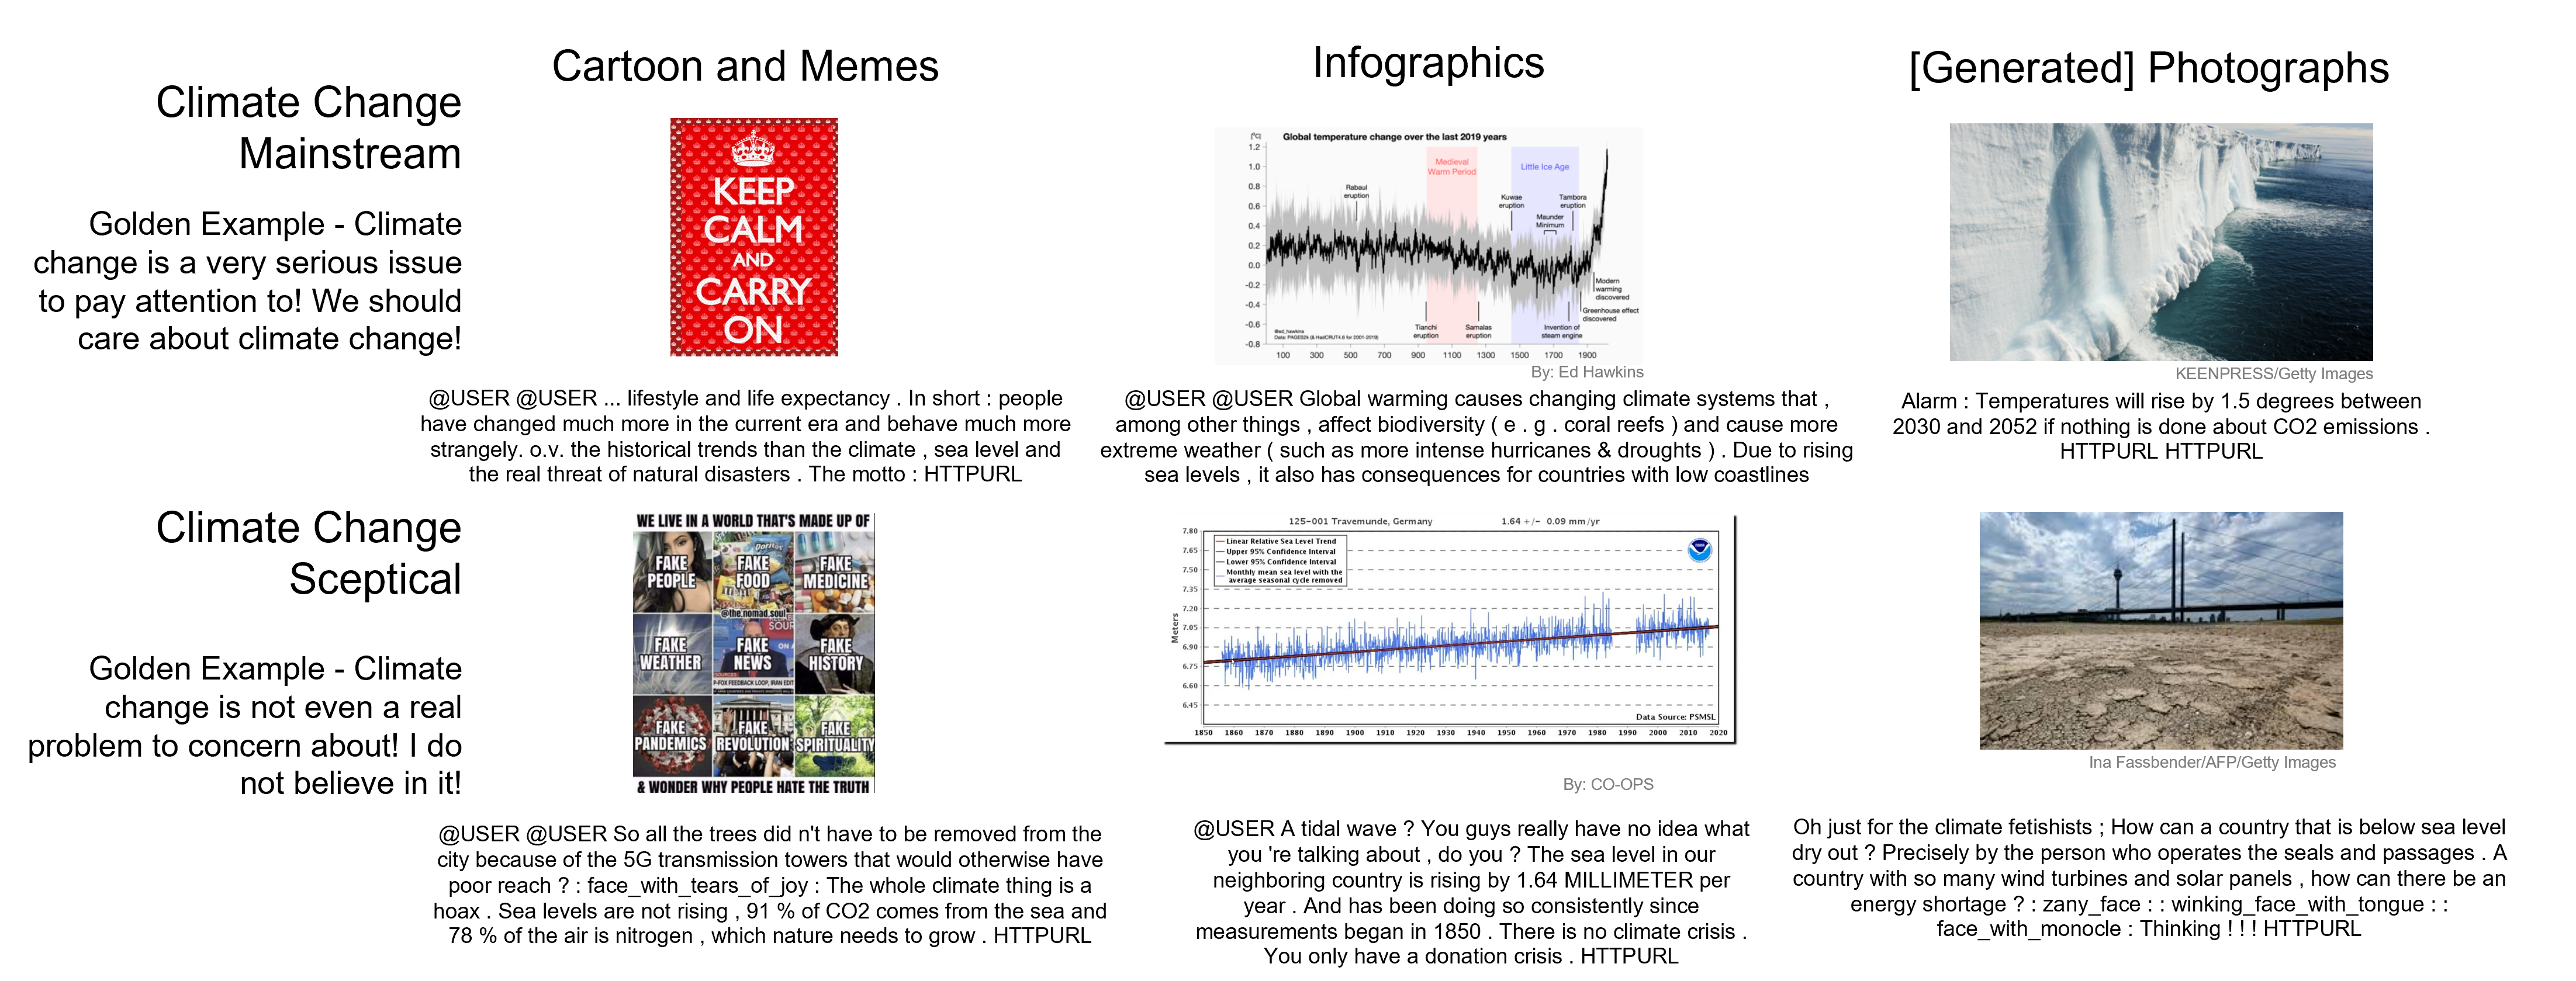 Cartoon and Memes
Infographics
[Generated] Photographs
Climate Change
Mainstream
Golden Example - Climate
change is a very serious issue
to pay attention to! We should
care about climate change!
KEEP
CALM
AND
CARRY
ON
@USER @USER ... lifestyle and life expectancy . In short : people
have changed much more in the current era and behave much more
strangely. o.v. the historical trends than the climate , sea level and
the real threat of natural disasters . The motto : HTTPURL
[°C]
Global temperature change over the last 2019 years
1.2
1.0
0.8
0.6
0.4
0.2
0.0
-0.2
-0.4
-0.6
-0.8
Medieval
Warm Period
Little Ice Age
Rabaul
eruption
Kuwae
eruption
Tambora
eruption
Maunder
Minimum
Modern
warming
discovered
Greenhouse effect
discovered
Tianchi
eruption
Samalas
eruption
Invention of
steam engine
@ed_hawkins
Data: PAGES2k (& HadCRUT4.6 for 2001-2019)
100 300 500 700 900 1100 1300 1500 1700 1900
By: Ed Hawkins
@USER @USER Global warming causes changing climate systems that ,
among other things , affect biodiversity ( e . g . coral reefs ) and cause more
extreme weather ( such as more intense hurricanes & droughts ) . Due to rising
sea levels , it also has consequences for countries with low coastlines
KEENPRESS/Getty Images
Alarm : Temperatures will rise by 1.5 degrees between
2030 and 2052 if nothing is done about CO2 emissions .
HTTPURL HTTPURL
Climate Change
Sceptical
Golden Example - Climate
change is not even a real
problem to concern about! I do
not believe in it!
WE LIVE IN A WORLD THAT'S MADE UP OF
FAKE
PEOPLE
Doritos
FAKE
FOOD
FAKE
MEDICINE
@the.nomad.soul
FAKE
WEATHER
FAKE
NEWS
P-FOX FEEDBACK LOOP, IRAN EDIT
FAKE
HISTORY
FAKE
PANDEMICS
FAKE
REVOLUTION
FAKE
SPIRITUALITY
& WONDER WHY PEOPLE HATE THE TRUTH
@USER @USER So all the trees did n't have to be removed from the
city because of the 5G transmission towers that would otherwise have
poor reach ? : face_with_tears_of_joy : The whole climate thing is a
hoax . Sea levels are not rising , 91 % of CO2 comes from the sea and
78 % of the air is nitrogen , which nature needs to grow . HTTPURL
125-001 Travemunde, Germany
1.64 +/- 0.09 mm/yr
7.80
7.65
7.50
7.35
7.20
7.05
6.90
6.75
6.60
6.45
Meters
Linear Relative Sea Level Trend
Upper 95% Confidence Interval
Lower 95% Confidence Interval
Monthly mean sea level with the
average seasonal cycle removed
Data Source: PSMSL
1850 1860 1870 1880 1890 1900 1910 1920 1930 1940 1950 1960 1970 1980 1990 2000 2010 2020
By: CO-OPS
@USER A tidal wave ? You guys really have no idea what
you 're talking about , do you ? The sea level in our
neighboring country is rising by 1.64 MILLIMETER per
year . And has been doing so consistently since
measurements began in 1850 . There is no climate crisis .
You only have a donation crisis . HTTPURL
Ina Fassbender/AFP/Getty Images
Oh just for the climate fetishists ; How can a country that is below sea level
dry out ? Precisely by the person who operates the seals and passages . A
country with so many wind turbines and solar panels , how can there be an
energy shortage ? : zany_face : : winking_face_with_tongue : :
face_with_monocle : Thinking ! ! ! HTTPURL